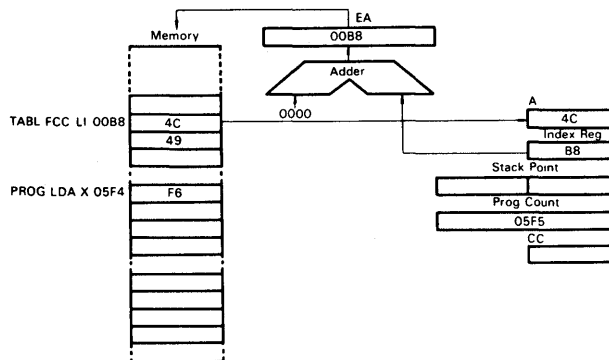 EA
Memory
00B8
Adder
A
TABL FCC LI 00B8
4C
0000
4C
49
Index Reg
B8
Stack Point
PROG LDA X 05F4
F6
Prog Count
05F5
CC